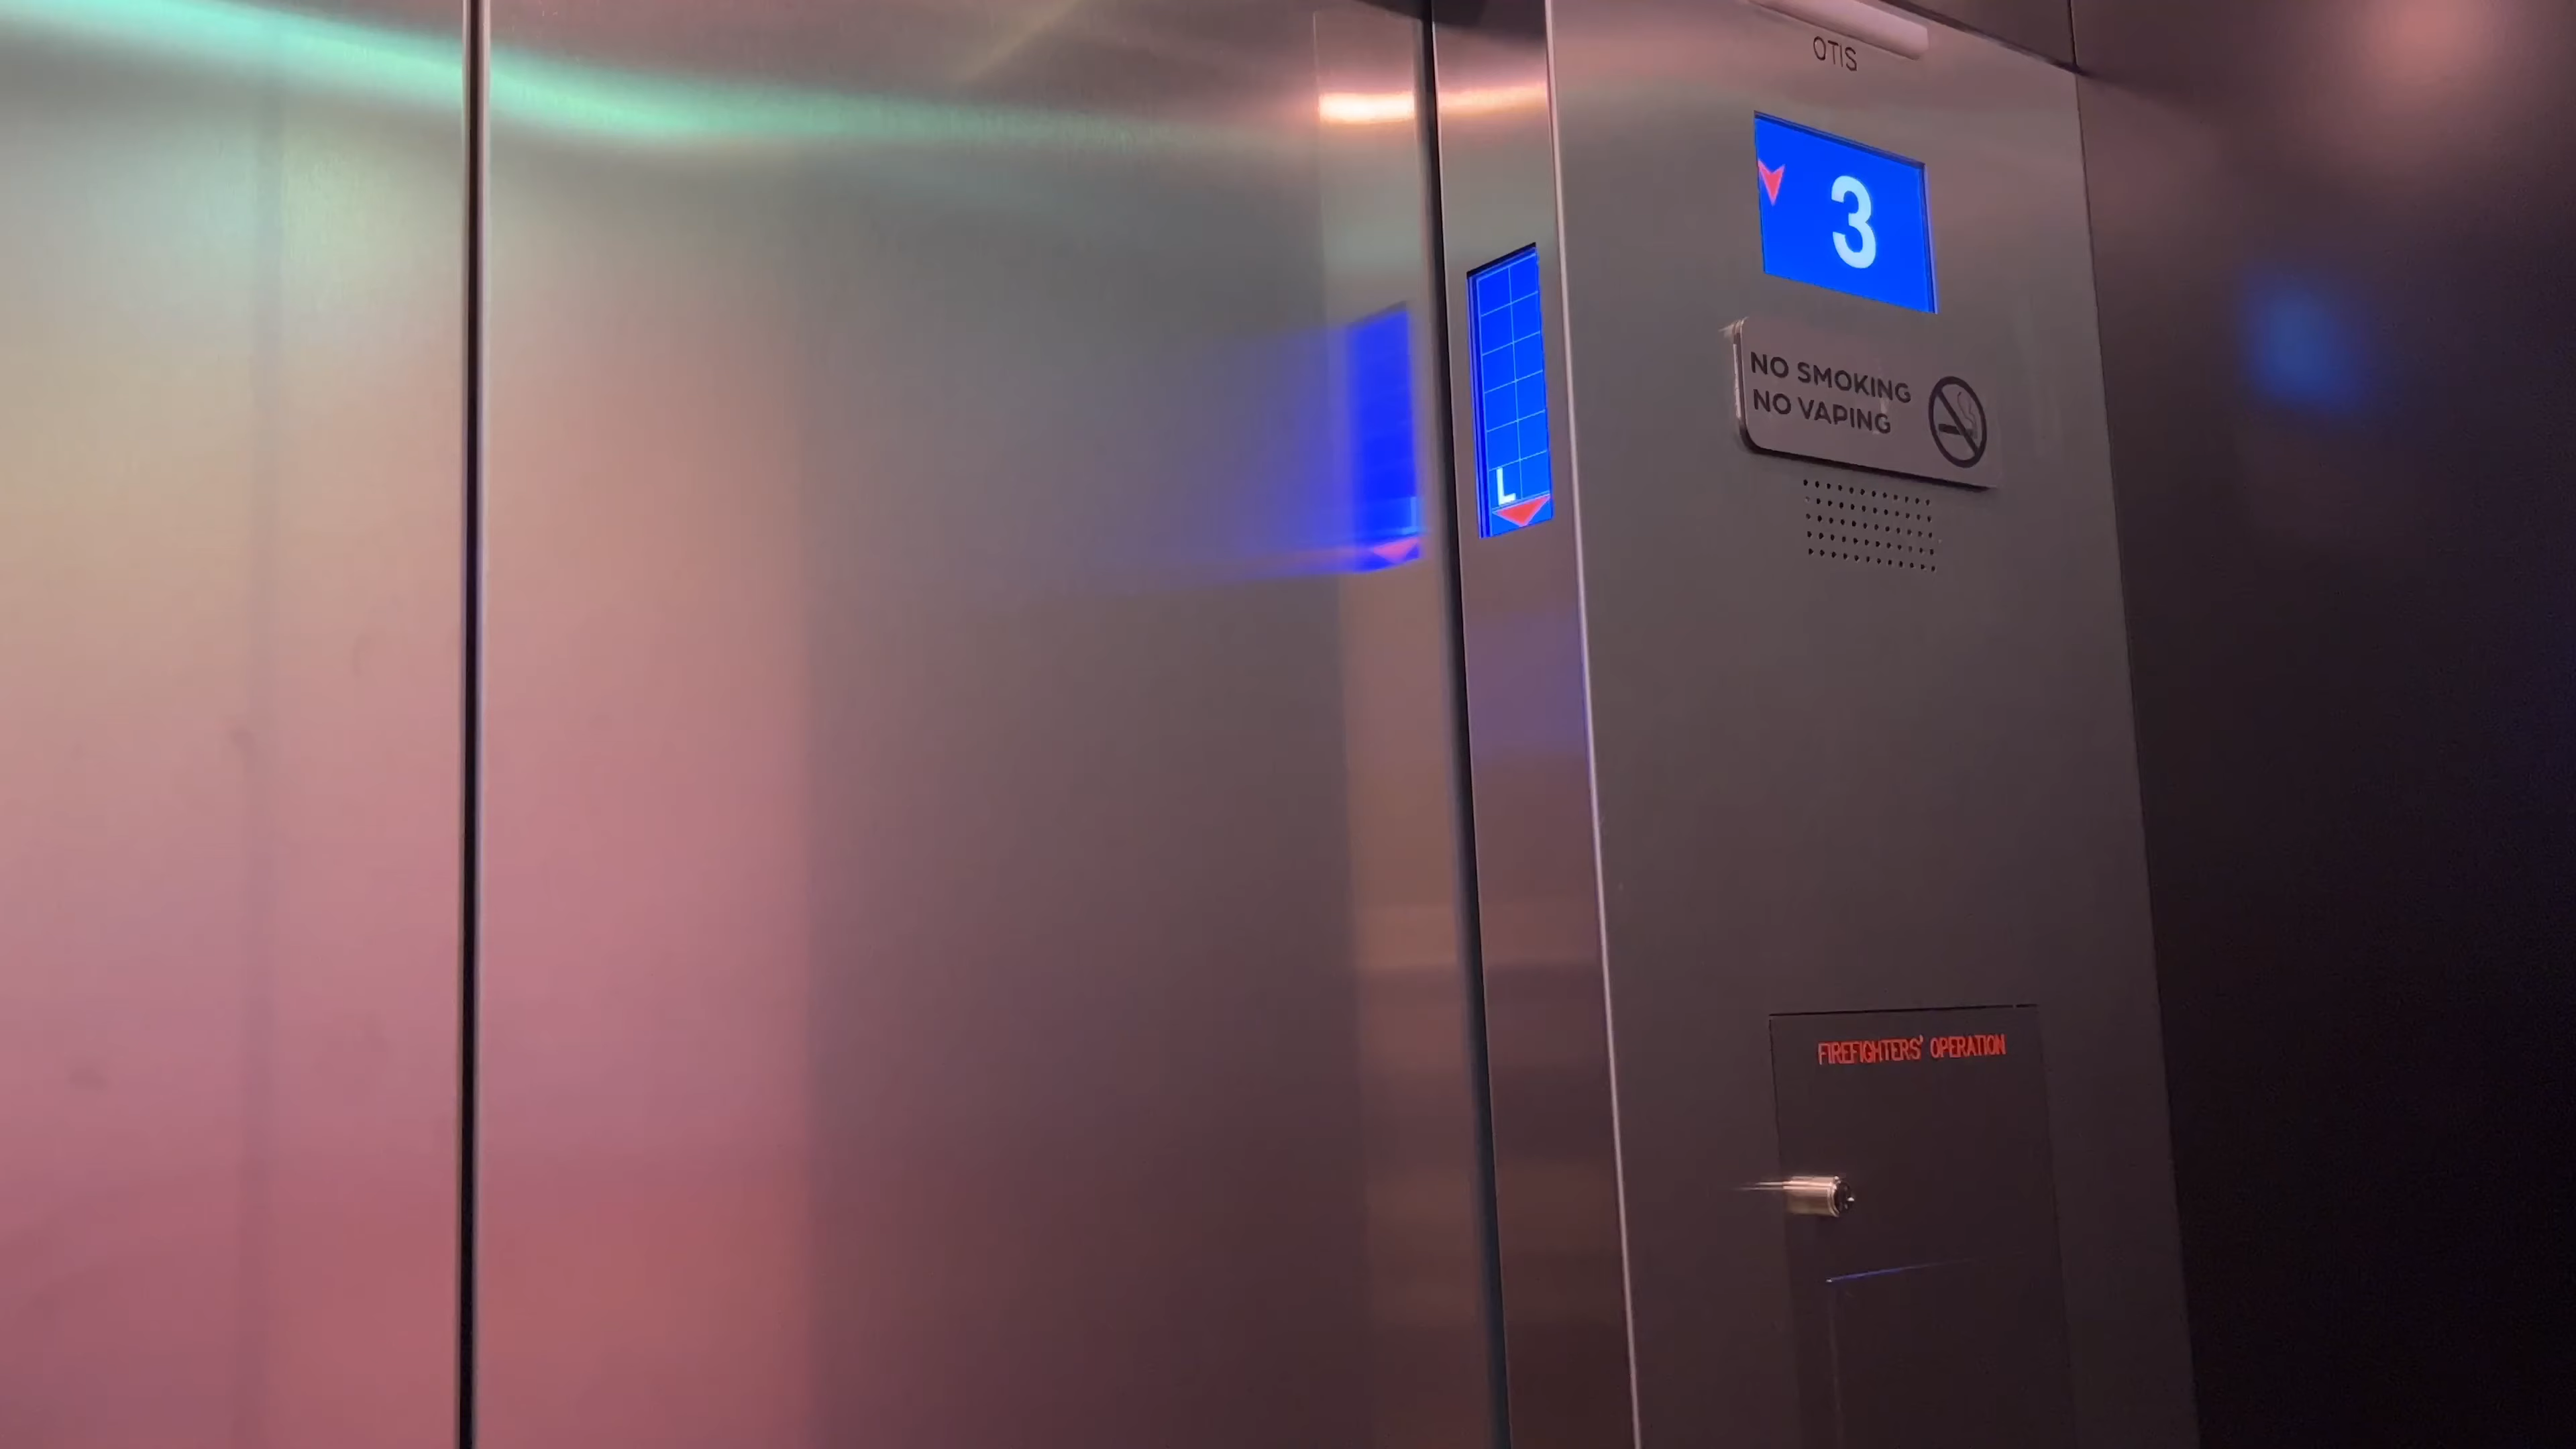 OTIS
3
L
NO SMOKING
NO VAPING
FIREFIGHTERS' OPERATION